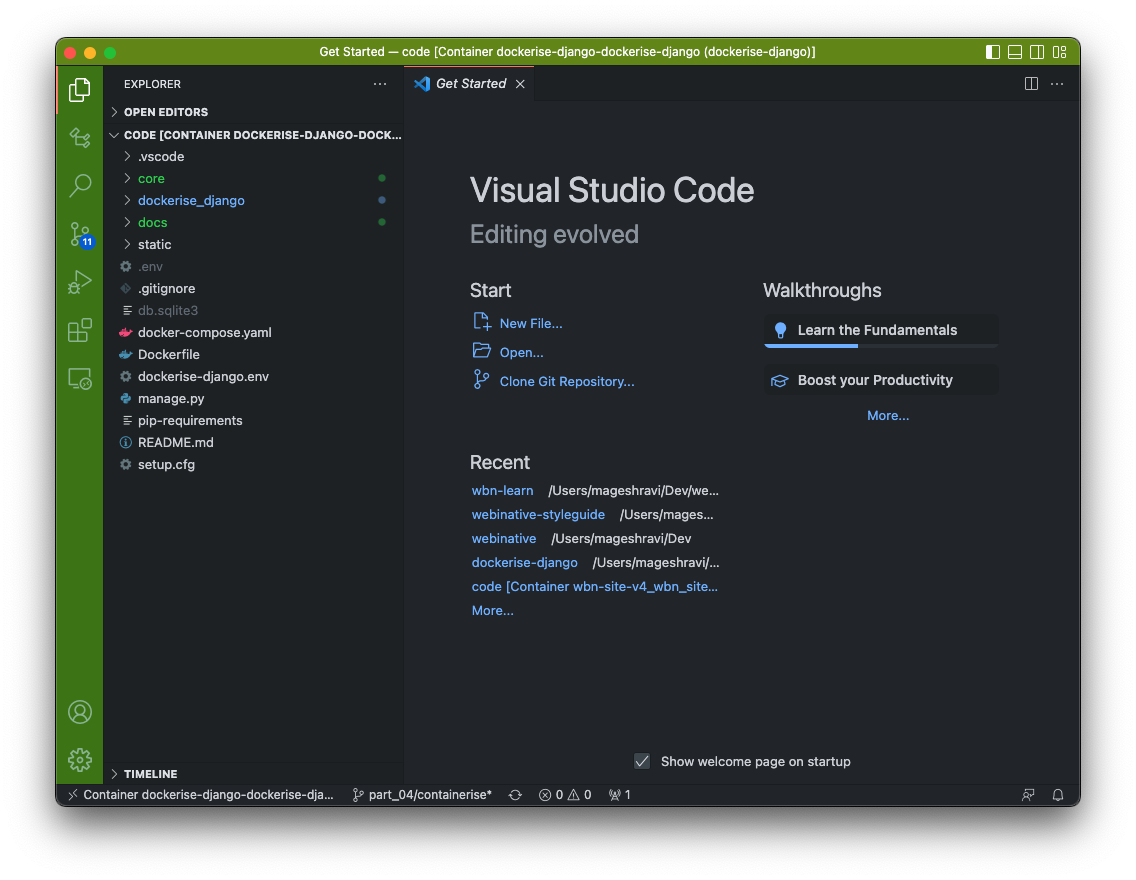 Get Started — code [Container dockerise-django-dockerise-django (dockerise-django)]
EXPLORER
Get Started
OPEN EDITORS
CODE [CONTAINER DOCKERISE-DJANGO-DOCK...
.vscode
core
dockerise_django
docs
static
.env
.gitignore
db.sqlite3
docker-compose.yaml
Dockerfile
dockerise-django.env
manage.py
pip-requirements
README.md
setup.cfg
TIMELINE
11
Visual Studio Code
Editing evolved
Start
New File...
Open...
Clone Git Repository...
Walkthroughs
Learn the Fundamentals
Boost your Productivity
More...
Recent
wbn-learn /Users/mageshravi/Dev/we...
webinative-styleguide /Users/mages...
webinative /Users/mageshravi/Dev
dockerise-django /Users/mageshravi/...
code [Container wbn-site-v4_wbn_site...
More...
Show welcome page on startup
Container dockerise-django-dockerise-dja... part_04/containerise* 0 0 1